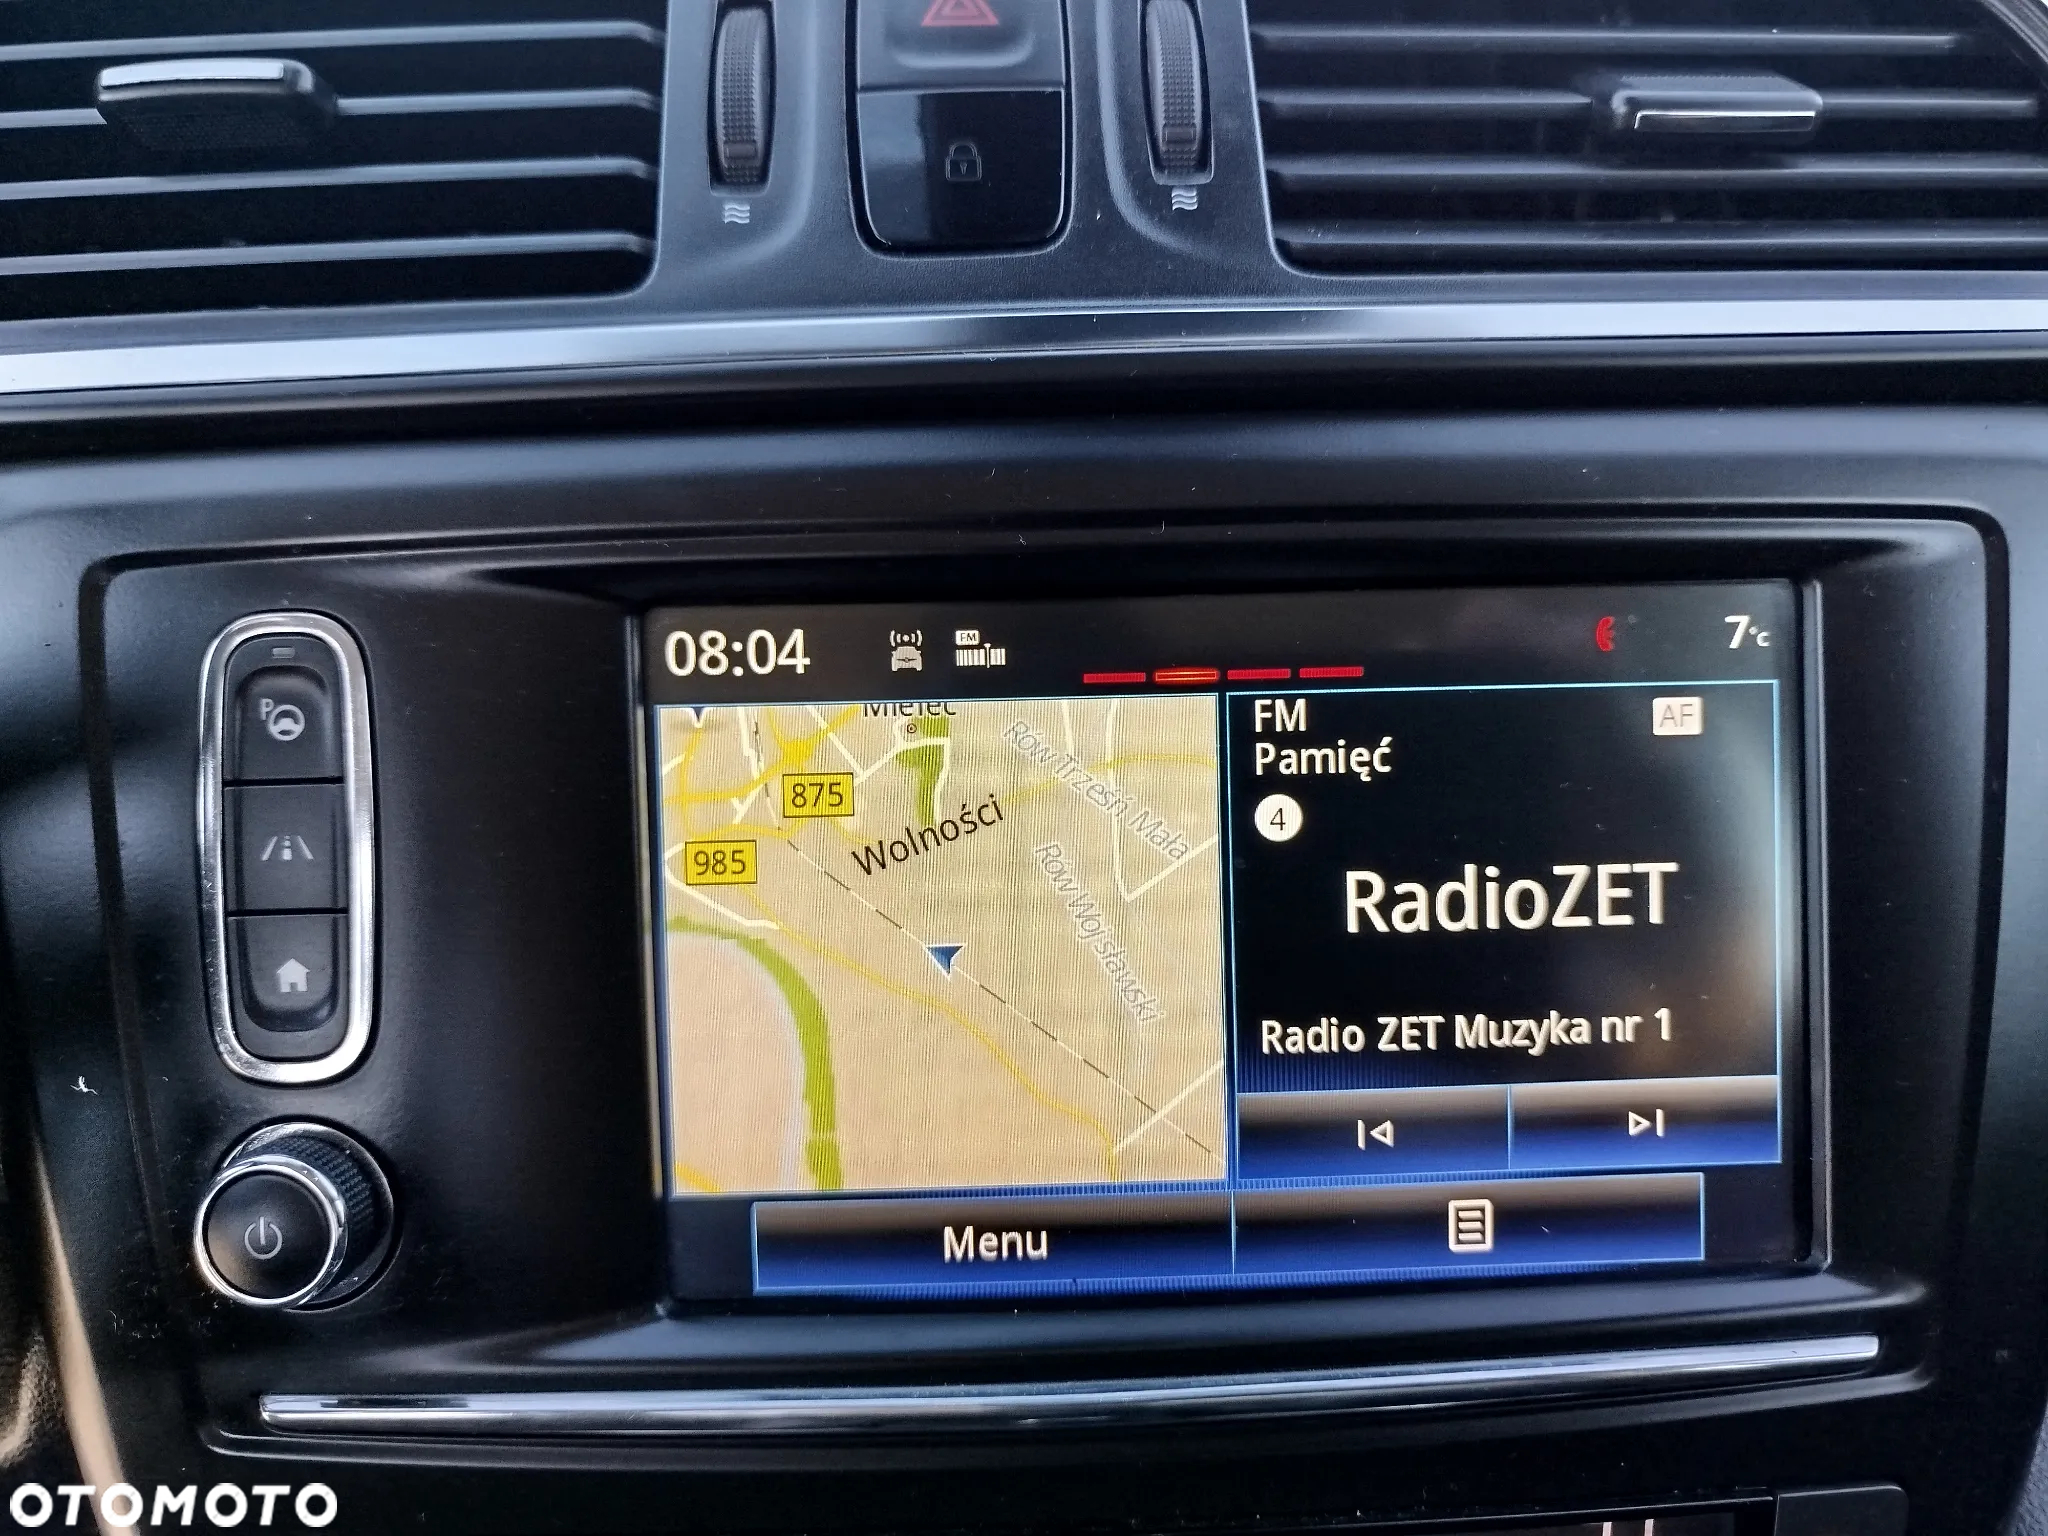 08:04
FM
7°c
Mielec
875
985
Wolności
Rów Trześń. Mała
Rów Wojsławski
FM
AF
Pamięć
4
RadioZET
Radio ZET Muzyka nr 1
Menu
P
OTOMOTO